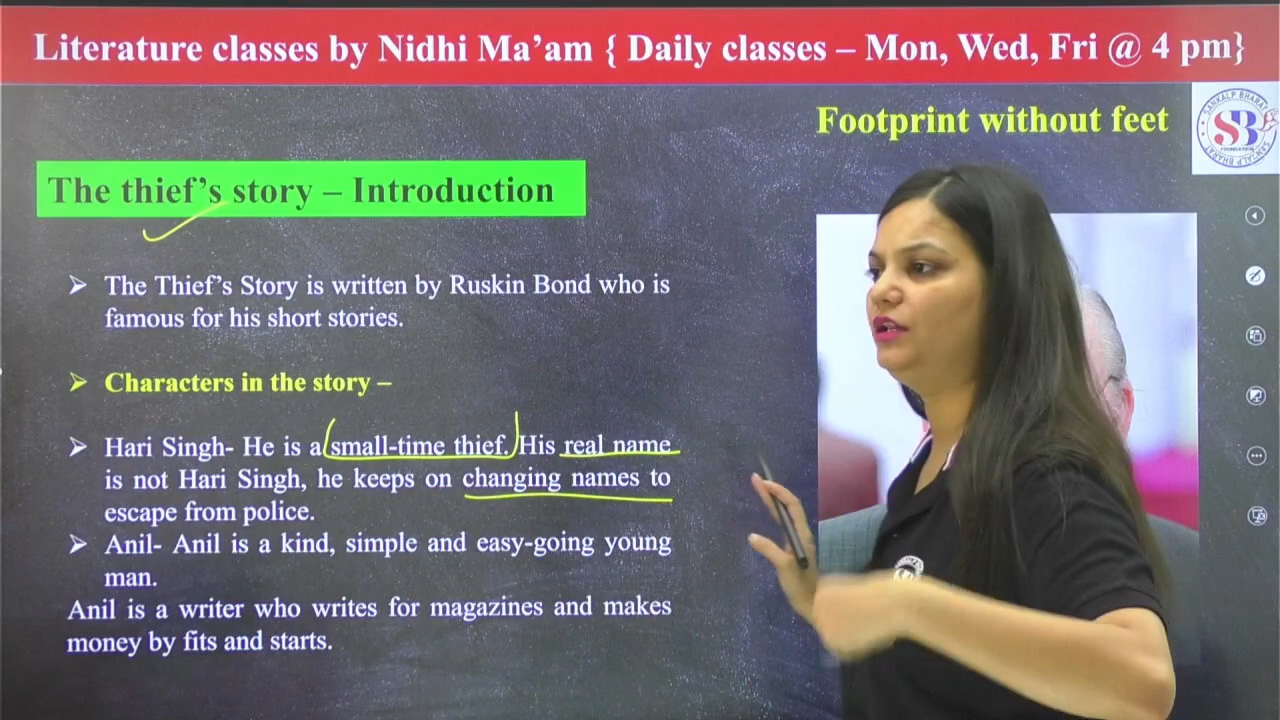 Literature classes by Nidhi Ma'am { Daily classes – Mon, Wed, Fri @ 4 pm}
Footprint without feet
SANKALP BHARAT
SB
FOUNDATION
The thief's story – Introduction
➢ The Thief's Story is written by Ruskin Bond who is
famous for his short stories.
➢ Characters in the story –
➢ Hari Singh- He is a small-time thief. His real name
is not Hari Singh, he keeps on changing names to
escape from police.
➢ Anil- Anil is a kind, simple and easy-going young
man.
Anil is a writer who writes for magazines and makes
money by fits and starts.